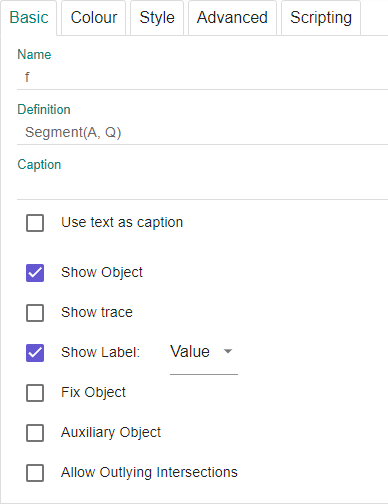 Basic Colour Style Advanced Scripting
Name
f
Definition
Segment(A, Q)
Caption
Use text as caption
Show Object
Show trace
Show Label: Value
Fix Object
Auxiliary Object
Allow Outlying Intersections